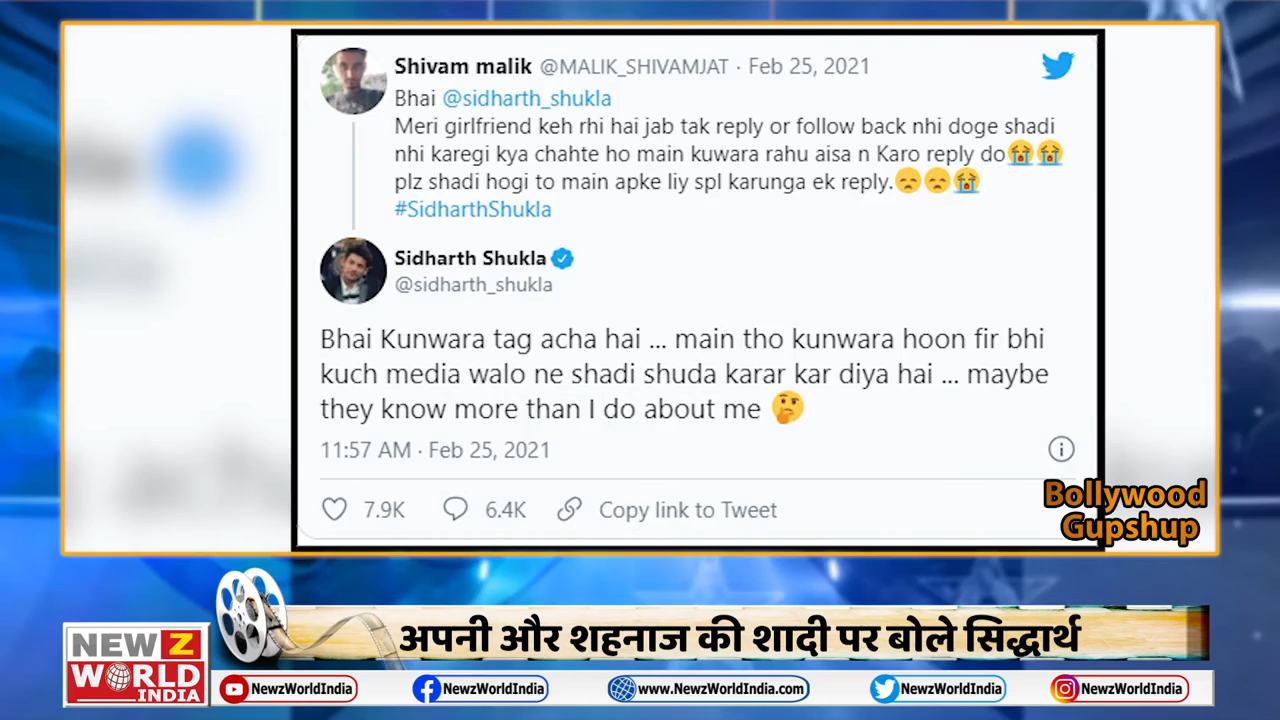 Shivam malik @MALIK_SHIVAMJAT · Feb 25, 2021
Bhai @sidharth_shukla
Meri girlfriend keh rhi hai jab tak reply or follow back nhi doge shadi
nhi karegi kya chahte ho main kuwara rahu aisa n Karo reply do😭😭
plz shadi hogi to main apke liy spl karunga ek reply.😞😞😭
#SidharthShukla
Sidharth Shukla
@sidharth_shukla
Bhai Kunwara tag acha hai ... main tho kunwara hoon fir bhi
kuch media walo ne shadi shuda karar kar diya hai ... maybe
they know more than I do about me 🤔
11:57 AM · Feb 25, 2021
7.9K 6.4K Copy link to Tweet
Bollywood
Gupshup
अपनी और शहनाज की शादी पर बोले सिद्धार्थ
NEWZ
WORLD
INDIA
NewzWorldIndia NewzWorldIndia www.NewzWorldIndia.com NewzWorldIndia NewzWorldIndia